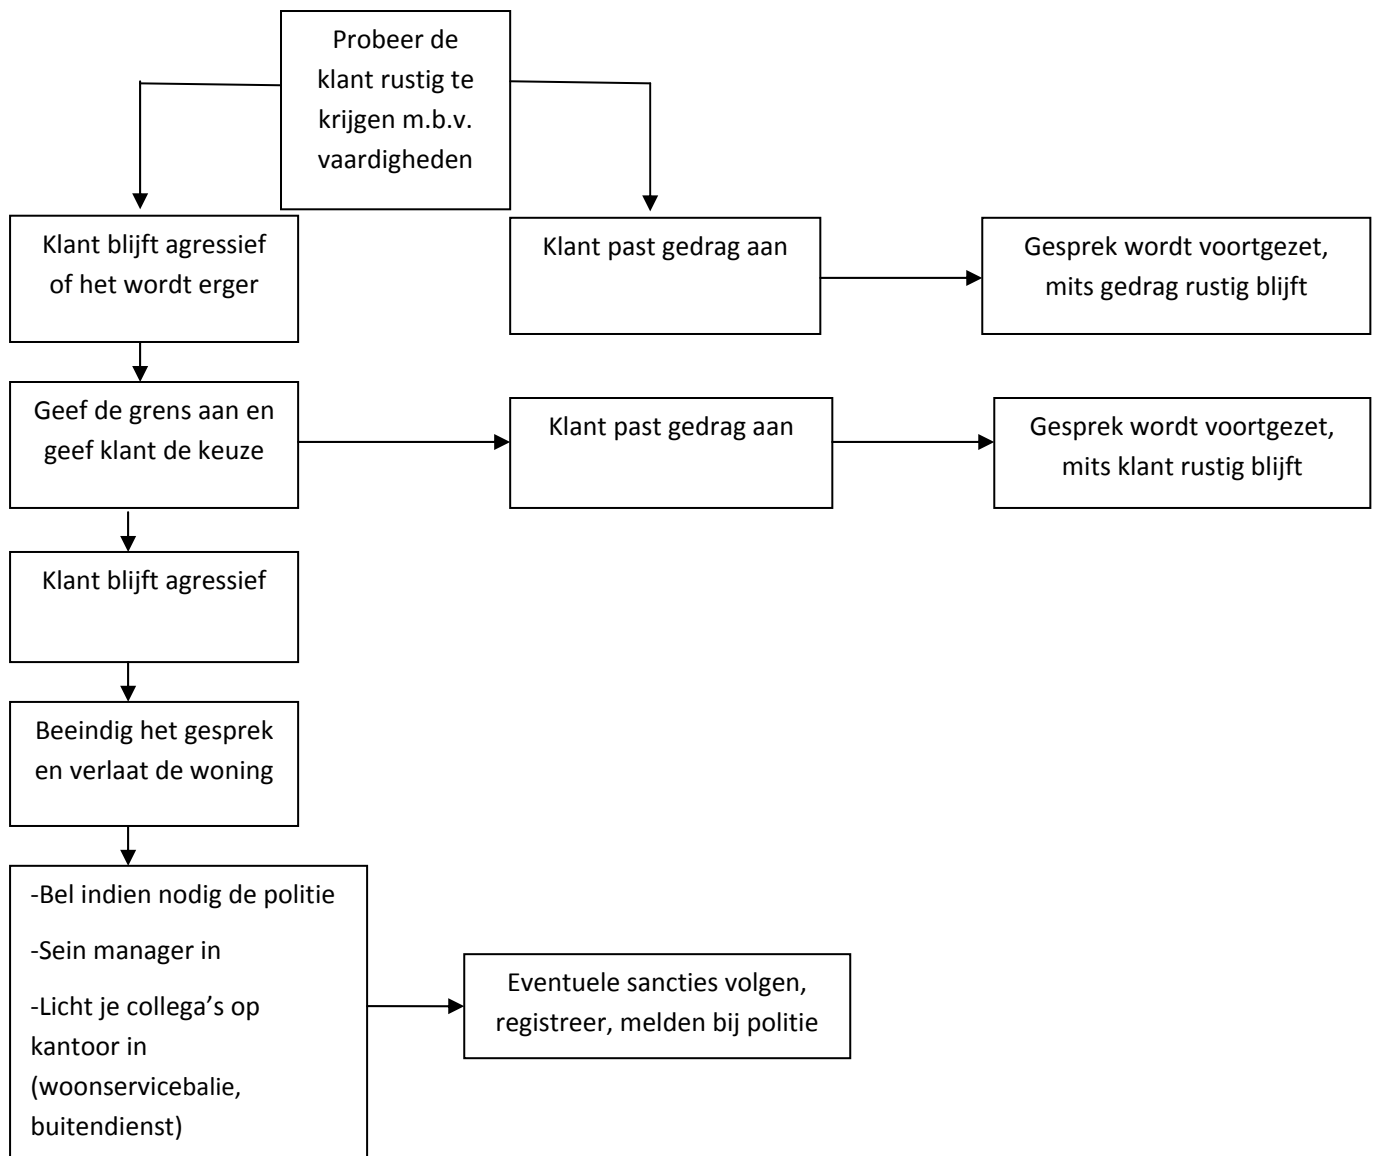 Probeer de
klant rustig te
krijgen m.b.v.
vaardigheden
Klant blijft agressief
of het wordt erger
Klant past gedrag aan
Gesprek wordt voortgezet,
mits gedrag rustig blijft
Geef de grens aan en
geef klant de keuze
Klant past gedrag aan
Gesprek wordt voortgezet,
mits klant rustig blijft
Klant blijft agressief
Beeindig het gesprek
en verlaat de woning
-Bel indien nodig de politie
-Sein manager in
-Licht je collega’s op
kantoor in
(woonservicebalie,
buitendienst)
Eventuele sancties volgen,
registreer, melden bij politie